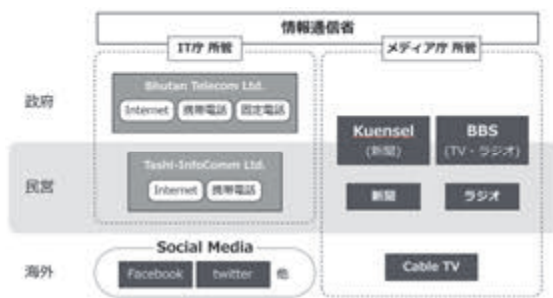 情報通信省
IT庁 所管
メディア庁 所管
政府
Bhutan Telecom Ltd.
Internet 携帯電話 固定電話
Kuensel
(新聞)
BBS
(TV・ラジオ)
民営
Tashi-InfoComm Ltd.
Internet 携帯電話
新聞
ラジオ
海外
Social Media
Facebook twitter 他
Cable TV